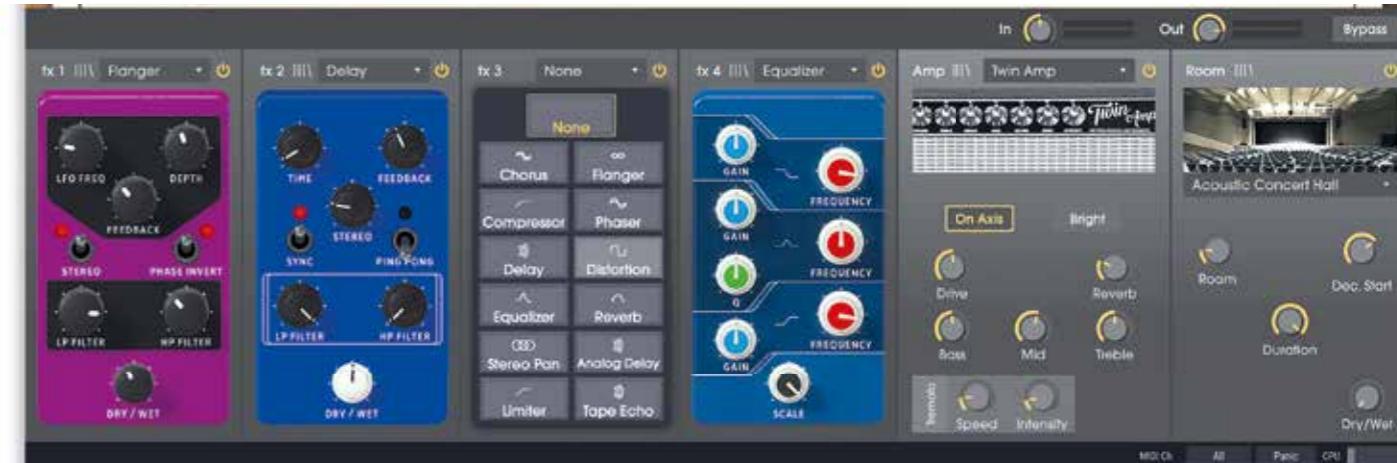 In Out Bypass
fx 1 Flanger fx 2 Delay fx 3 None fx 4 Equalizer Amp Twin Amp Room
LFO FREQ DEPTH
FEEDBACK
STEREO PHASE INVERT
LP FILTER HP FILTER
DRY / WET
TIME FEEDBACK
STEREO
SYNC PING PONG
LP FILTER HP FILTER
DRY / WET
None
Chorus Flanger
Compressor Phaser
Delay Distortion
Equalizer Reverb
Stereo Pan Analog Delay
Limiter Tape Echo
GAIN
FREQUENCY
GAIN
FREQUENCY
Q
FREQUENCY
GAIN
SCALE
Twin Amp
On Axis Bright
Drive Reverb
Bass Mid Treble
Tremolo Speed Intensity
Acoustic Concert Hall
Room Dec. Start
Duration
Dry/Wet
MIDI Ch All Panic CPU